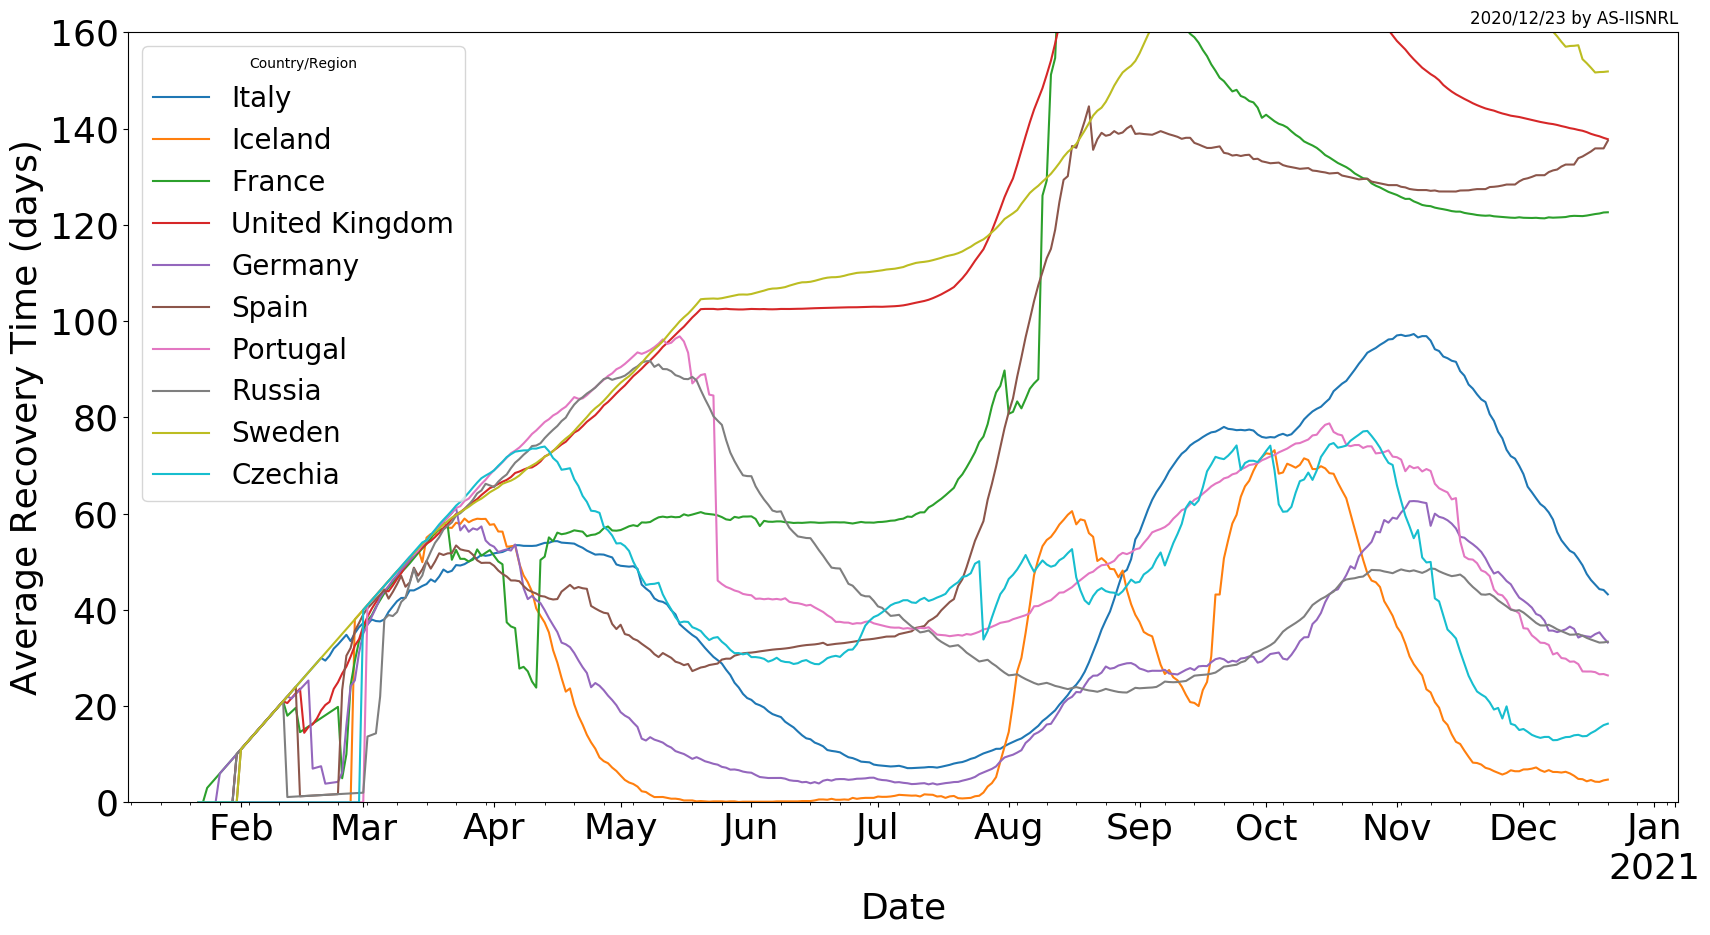 2020/12/23 by AS-IISNRL
160
140
120
100
80
60
40
20
0
Average Recovery Time (days)
Country/Region
Italy
Iceland
France
United Kingdom
Germany
Spain
Portugal
Russia
Sweden
Czechia
Feb Mar Apr May Jun Jul Aug Sep Oct Nov Dec Jan
2021
Date